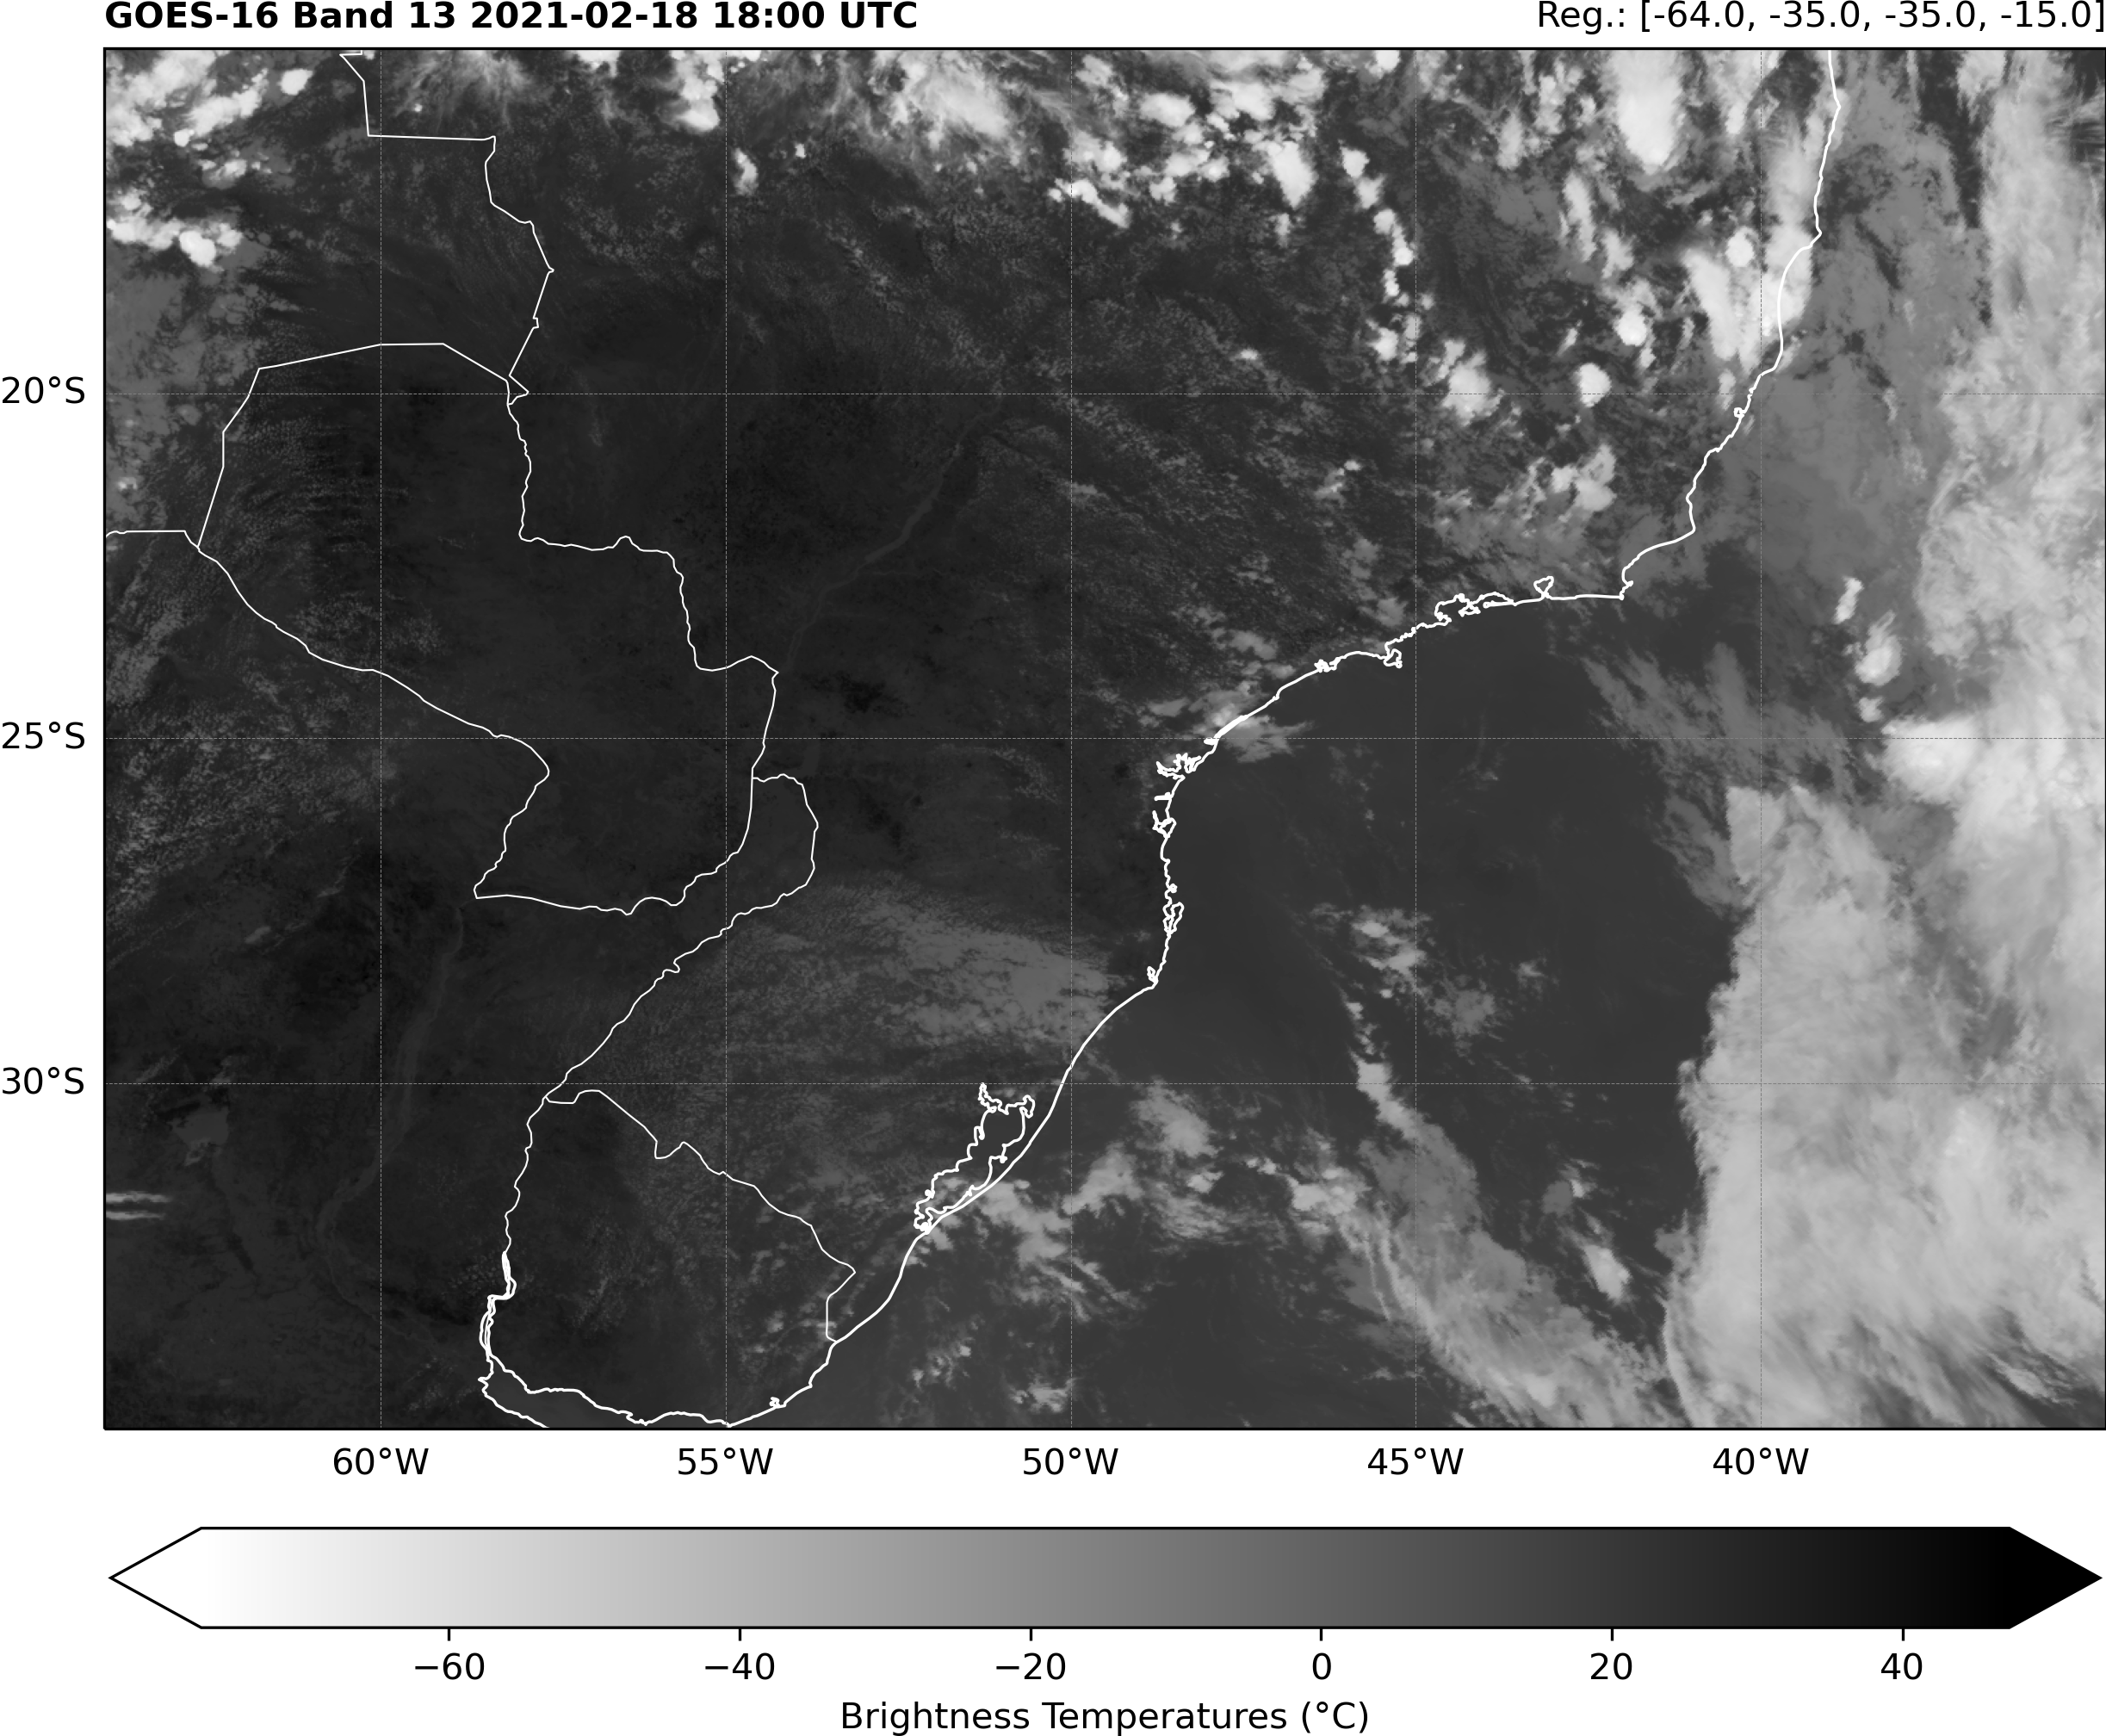 GOES-16 Band 13 2021-02-18 18:00 UTC
Reg.: [-64.0, -35.0, -35.0, -15.0]
20°S
25°S
30°S
60°W 55°W 50°W 45°W 40°W
−60 −40 −20 0 20 40
Brightness Temperatures (°C)